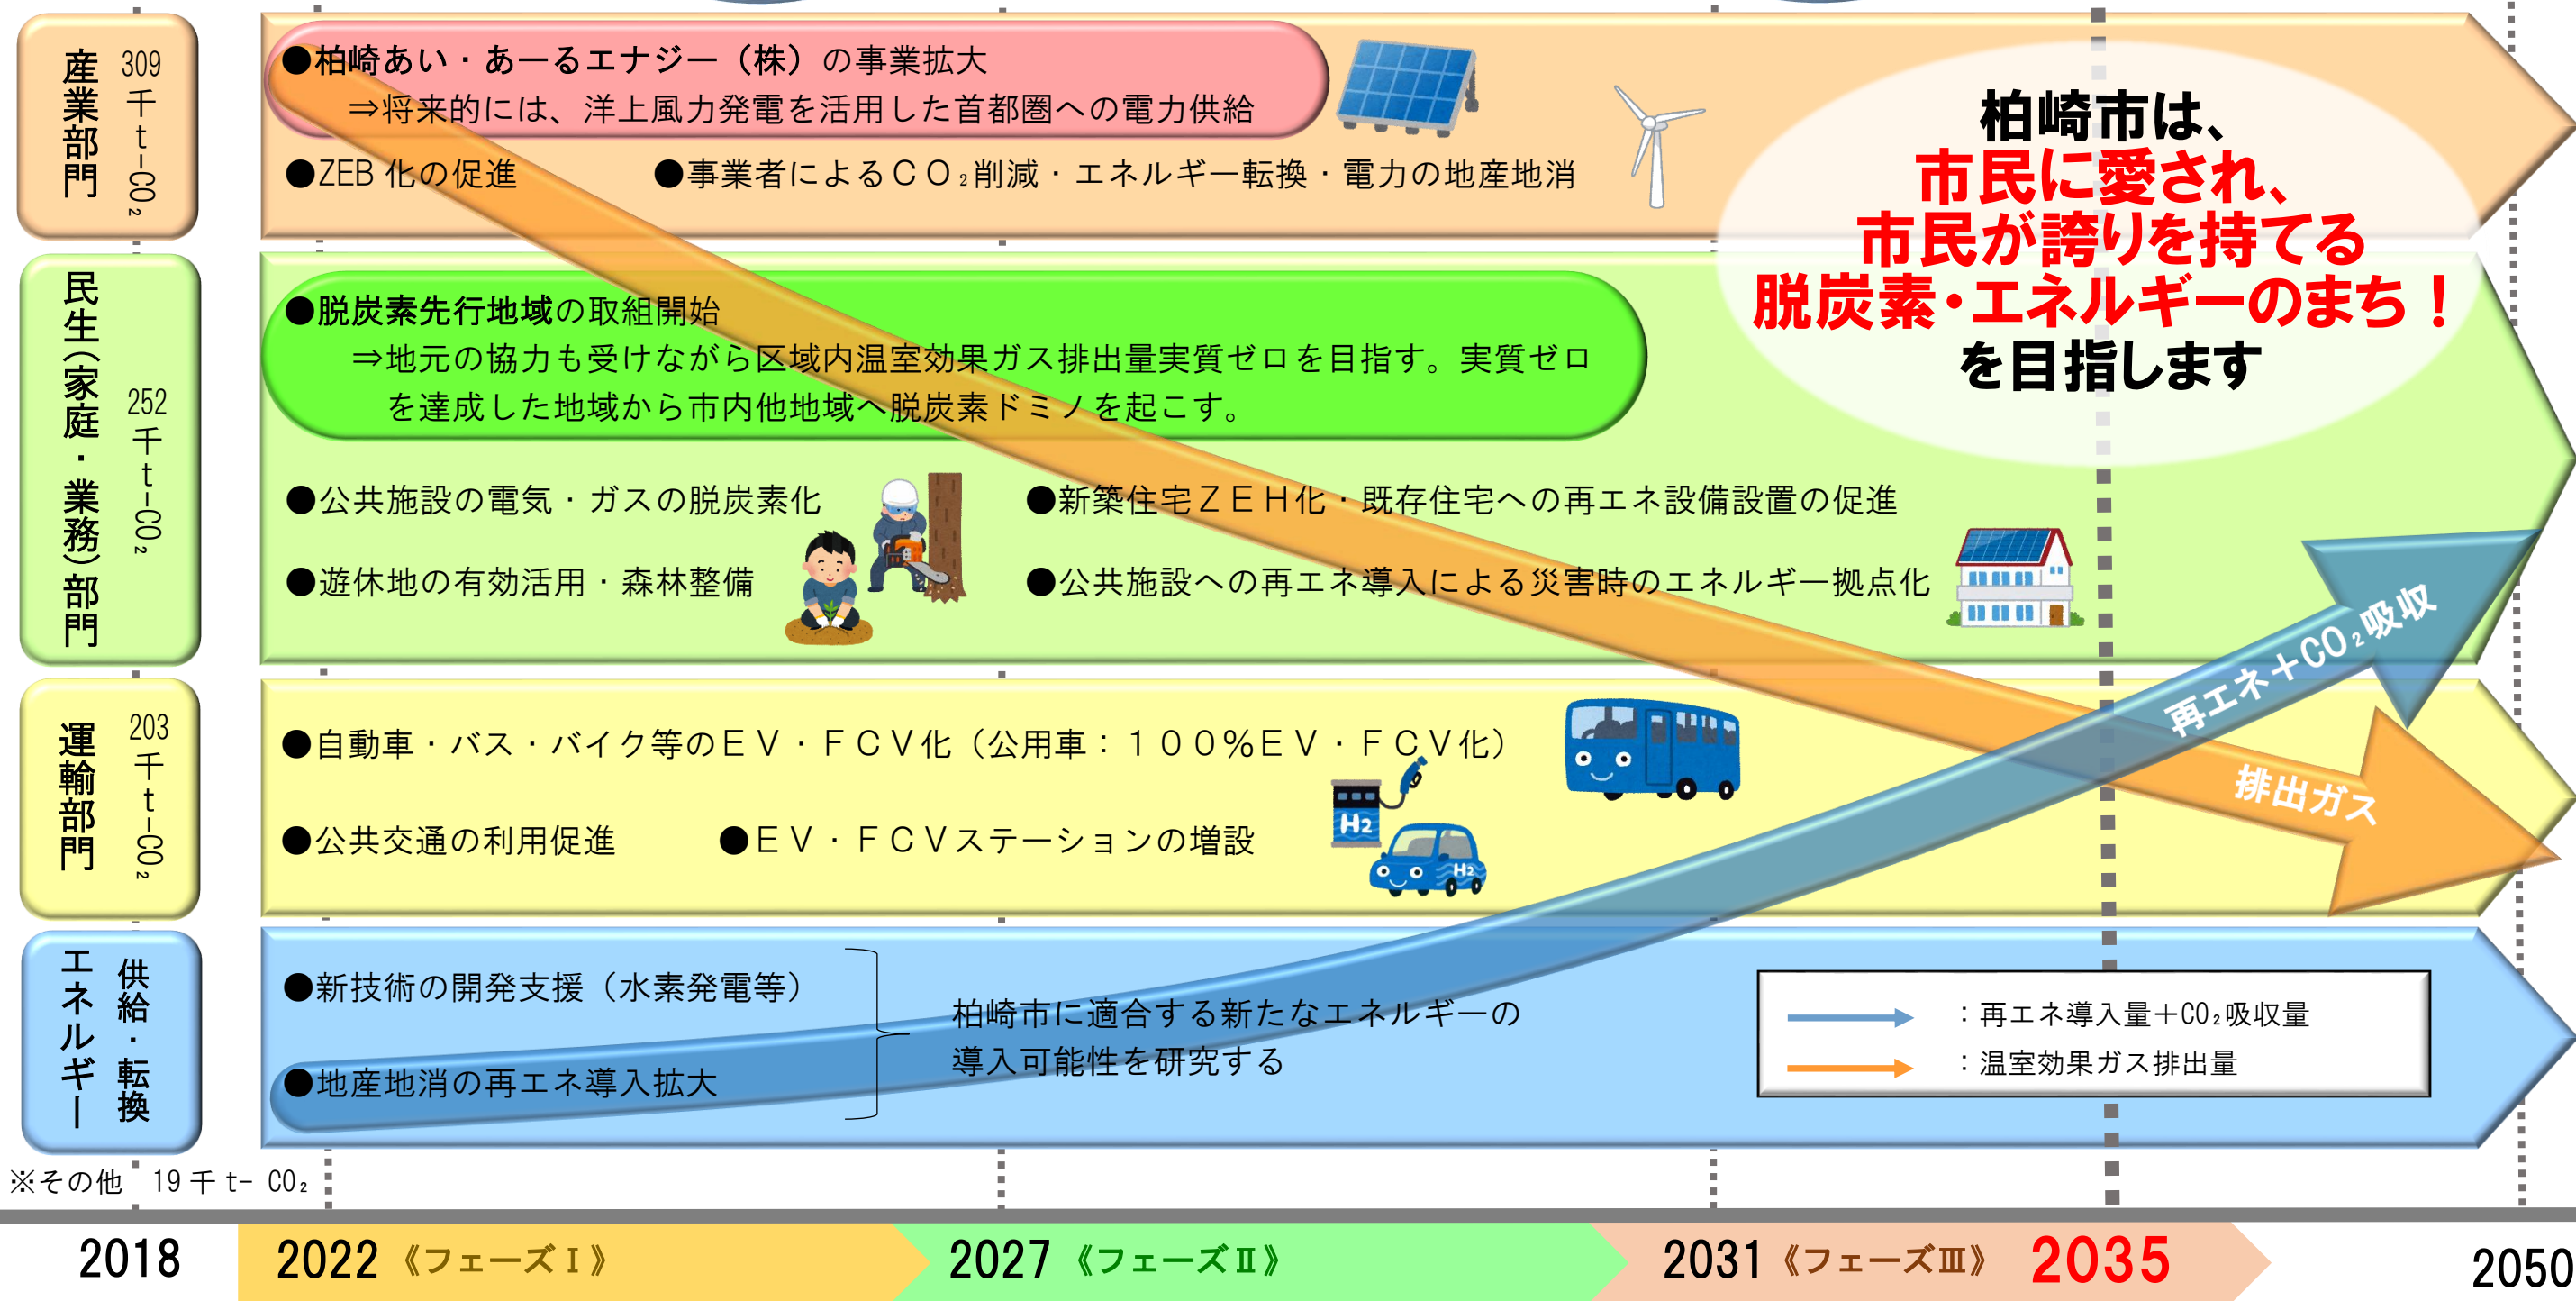 産業部門
309千t-CO₂
●柏崎あい・あーるエナジー（株）の事業拡大
⇒将来的には、洋上風力発電を活用した首都圏への電力供給
●ZEB化の促進
●事業者によるＣＯ₂削減・エネルギー転換・電力の地産地消
柏崎市は、
市民に愛され、
市民が誇りを持てる
脱炭素・エネルギーのまち！
を目指します
民生（家庭・業務）部門
252千t-CO₂
●脱炭素先行地域の取組開始
⇒地元の協力も受けながら区域内温室効果ガス排出量実質ゼロを目指す。実質ゼロ
を達成した地域から市内他地域へ脱炭素ドミノを起こす。
●公共施設の電気・ガスの脱炭素化
●新築住宅ＺＥＨ化・既存住宅への再エネ設備設置の促進
●遊休地の有効活用・森林整備
●公共施設への再エネ導入による災害時のエネルギー拠点化
再エネ＋CO₂吸収
運輸部門
203千t-CO₂
●自動車・バス・バイク等のＥＶ・ＦＣＶ化（公用車：１００％ＥＶ・ＦＣＶ化）
排出ガス
●公共交通の利用促進
●ＥＶ・ＦＣＶステーションの増設
H2
H2
エネルギー
供給・転換
●新技術の開発支援（水素発電等）
●地産地消の再エネ導入拡大
柏崎市に適合する新たなエネルギーの
導入可能性を研究する
：再エネ導入量＋CO₂吸収量
：温室効果ガス排出量
※その他　19千t- CO₂
2018
2022《フェーズⅠ》
2027《フェーズⅡ》
2031《フェーズⅢ》
2035
2050